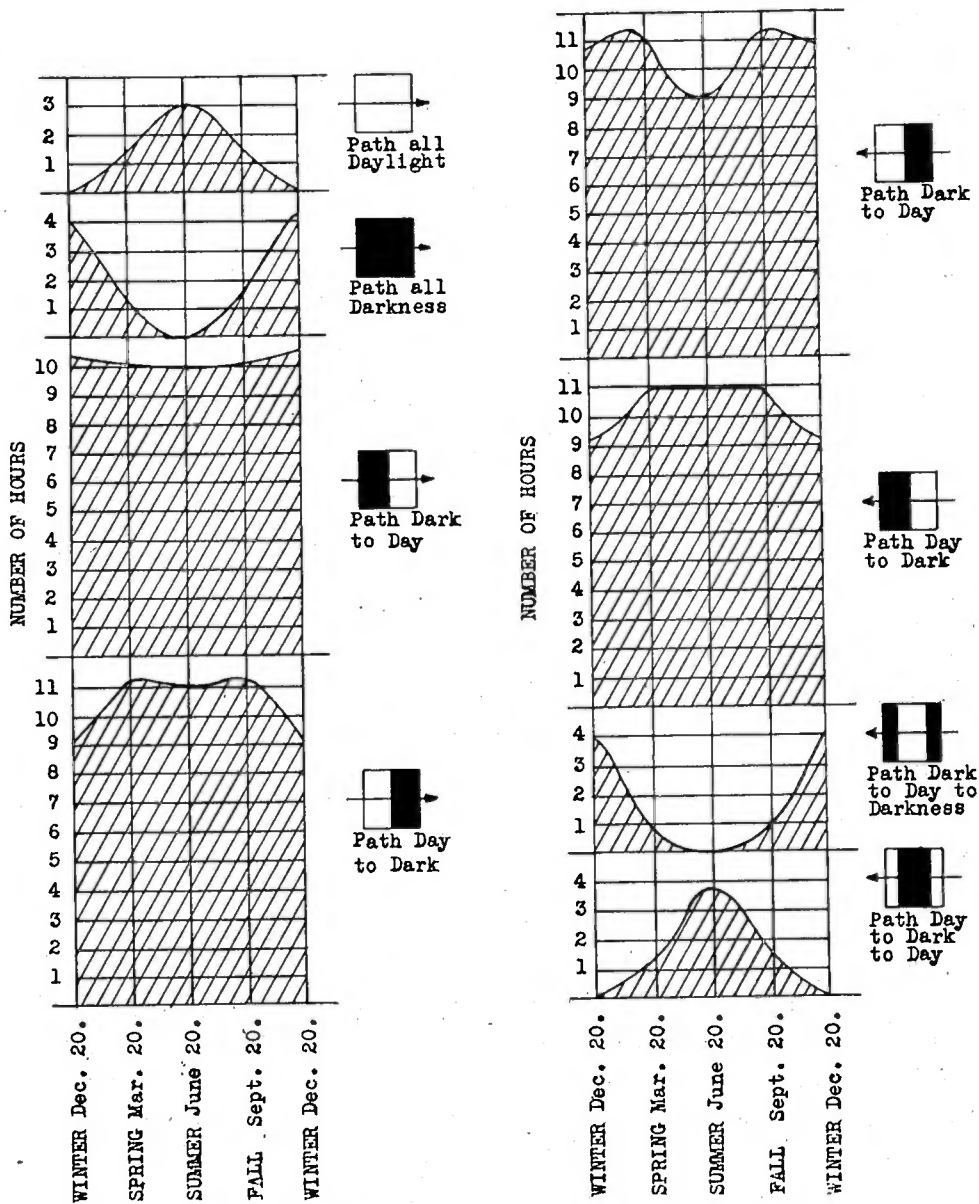 3
2
1
Path all
Daylight
4
3
2
1
Path all
Darkness
10
9
8
7
6
5
4
3
2
1
Path Dark
to Day
11
10
9
8
7
6
5
4
3
2
1
Path Day
to Dark
NUMBER OF HOURS
WINTER Dec. 20.
SPRING Mar. 20.
SUMMER June 20.
FALL Sept. 20.
WINTER Dec. 20.
11
10
9
8
7
6
5
4
3
2
1
Path Dark
to Day
11
10
9
8
7
6
5
4
3
2
1
Path Day
to Dark
4
3
2
1
Path Dark
to Day to
Darkness
4
3
2
1
Path Day
to Dark
to Day
NUMBER OF HOURS
WINTER Dec. 20.
SPRING Mar. 20.
SUMMER June 20.
FALL Sept. 20.
WINTER Dec. 20.